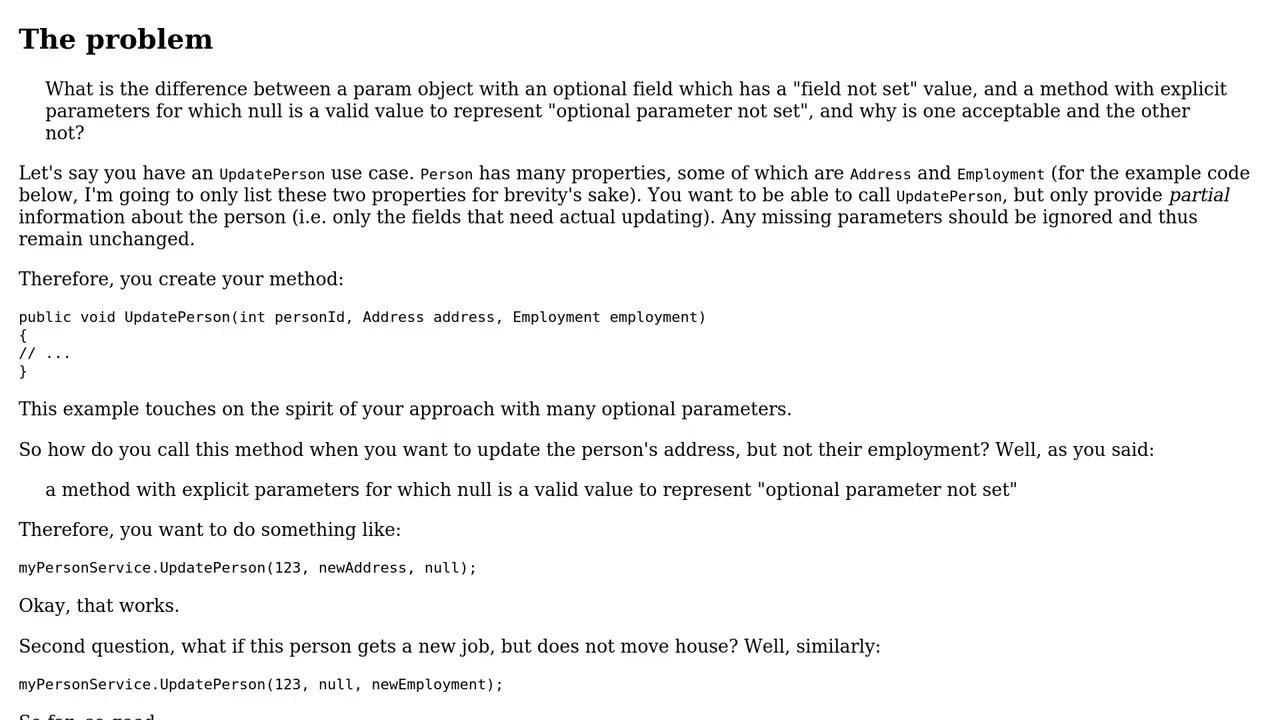 The problem
What is the difference between a param object with an optional field which has a "field not set" value, and a method with explicit
parameters for which null is a valid value to represent "optional parameter not set", and why is one acceptable and the other
not?
Let's say you have an UpdatePerson use case. Person has many properties, some of which are Address and Employment (for the example code
below, I'm going to only list these two properties for brevity's sake). You want to be able to call UpdatePerson, but only provide partial
information about the person (i.e. only the fields that need actual updating). Any missing parameters should be ignored and thus
remain unchanged.
Therefore, you create your method:
public void UpdatePerson(int personId, Address address, Employment employment)
{
// ...
}
This example touches on the spirit of your approach with many optional parameters.
So how do you call this method when you want to update the person's address, but not their employment? Well, as you said:
a method with explicit parameters for which null is a valid value to represent "optional parameter not set"
Therefore, you want to do something like:
myPersonService.UpdatePerson(123, newAddress, null);
Okay, that works.
Second question, what if this person gets a new job, but does not move house? Well, similarly:
myPersonService.UpdatePerson(123, null, newEmployment);
So far, so good.